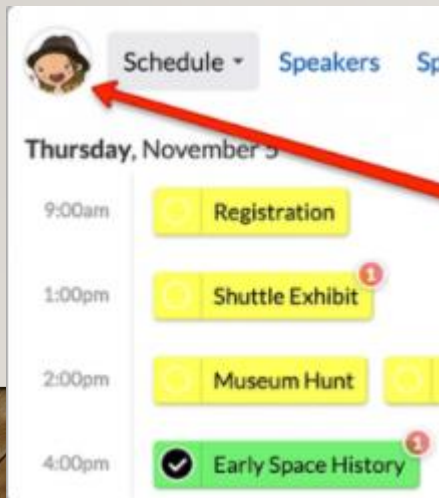 Schedule Speakers Sp
Thursday, November 5
9:00am Registration
1
1:00pm Shuttle Exhibit
2:00pm Museum Hunt
1
4:00pm Early Space History